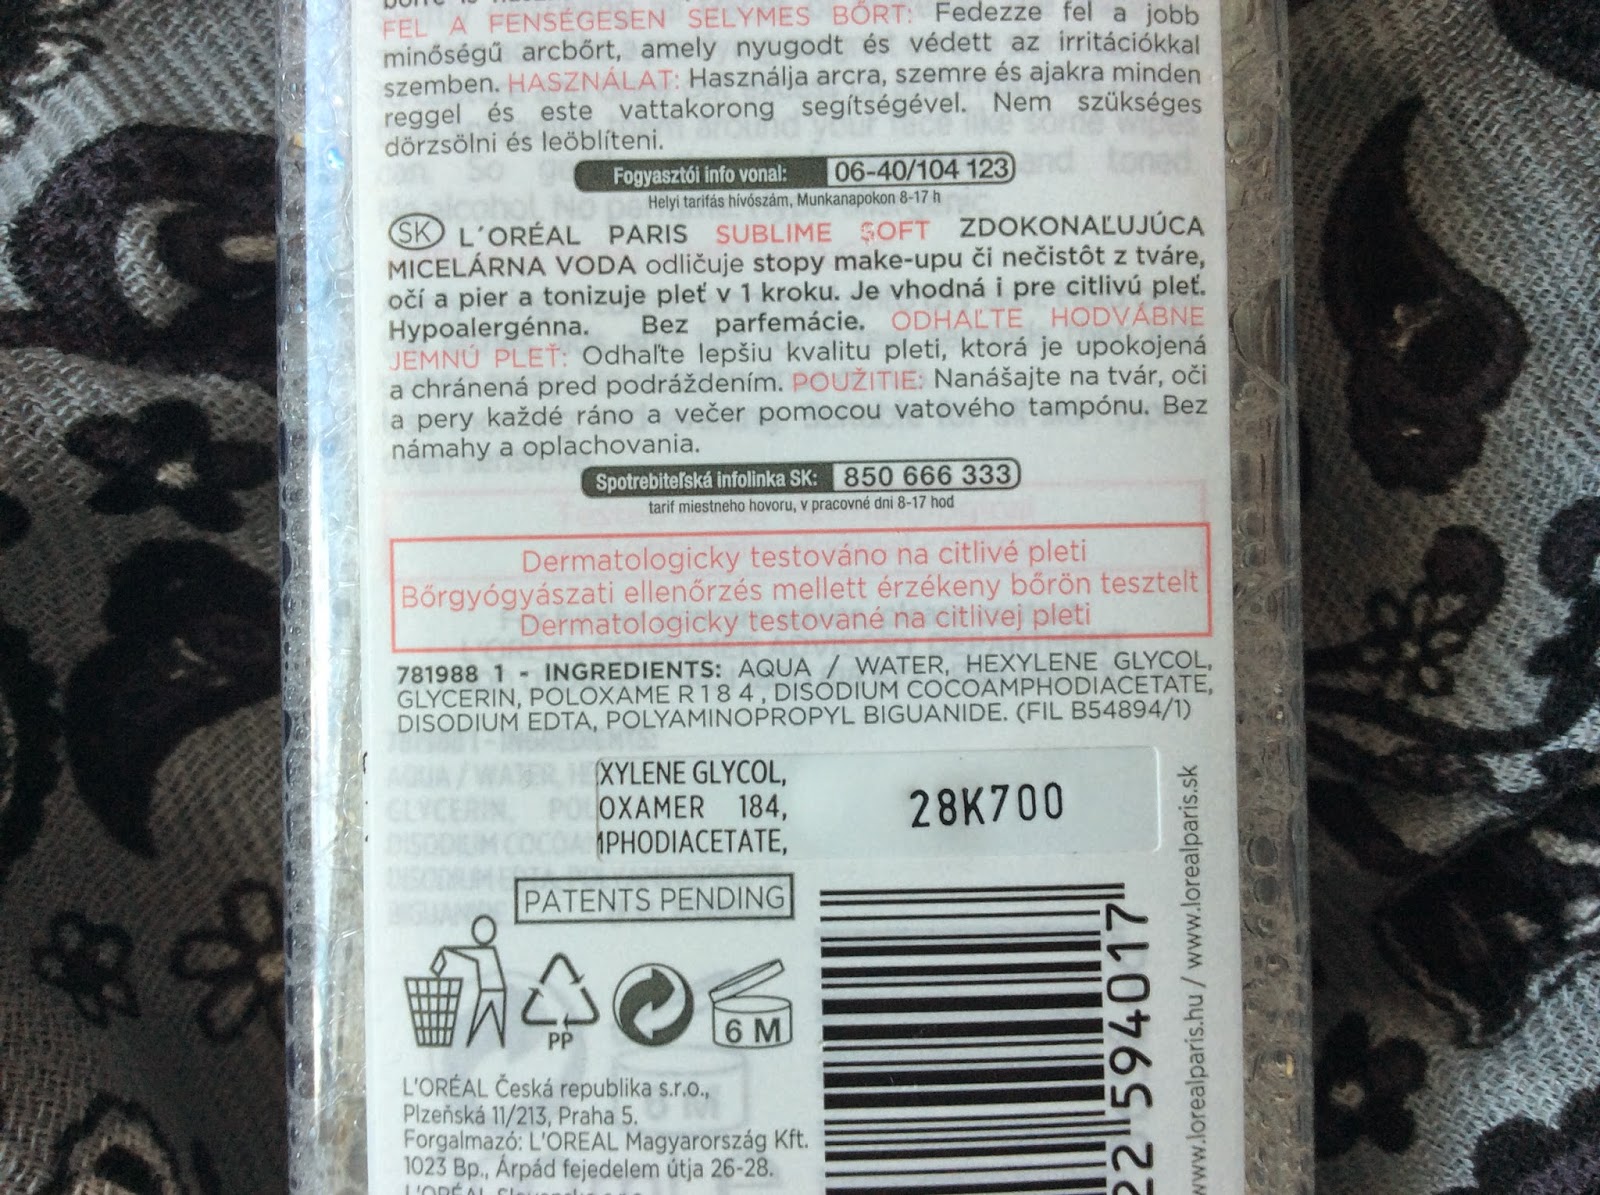 FEL A FENSÉGESEN SELYMES BŐRT: Fedezze fel a jobb
minőségű arcbőrt, amely nyugodt és védett az irritációkkal
szemben. HASZNÁLAT: Használja arcra, szemre és ajakra minden
reggel és este vattakorong segítségével. Nem szükséges
dörzsölni és leöblíteni.
Fogyasztói info vonal: 06-40/104 123
Helyi tarifás hívószám, Munkanapokon 8-17 h
SK L´ORÉAL PARIS SUBLIME SOFT ZDOKONAĽUJÚCA
MICELÁRNA VODA odličuje stopy make-upu či nečistôt z tváre,
očí a pier a tonizuje pleť v 1 kroku. Je vhodná i pre citlivú pleť.
Hypoalergénna. Bez parfemácie. ODHAĽTE HODVÁBNE
JEMNÚ PLEŤ: Odhaľte lepšiu kvalitu pleti, ktorá je upokojená
a chránená pred podráždením. POUŽITIE: Nanášajte na tvár, oči
a pery každé ráno a večer pomocou vatového tampónu. Bez
námahy a oplachovania.
Spotrebiteľská infolinka SK: 850 666 333
tarif miestneho hovoru, v pracovné dni 8-17 hod
Dermatologicky testováno na citlivé pleti
Bőrgyógyászati ellenőrzés mellett érzékeny bőrön tesztelt
Dermatologicky testované na citlivej pleti
781988 1 - INGREDIENTS: AQUA / WATER, HEXYLENE GLYCOL,
GLYCERIN, POLOXAME R 1 8 4 , DISODIUM COCOAMPHODIACETATE,
DISODIUM EDTA, POLYAMINOPROPYL BIGUANIDE. (FIL B54894/1)
XYLENE GLYCOL,
OXAMER 184,
MPHODIACETATE,
28K700
PATENTS PENDING
PP
6 M
L'ORÉAL Česká republika s.r.o.,
Plzeňská 11/213, Praha 5.
Forgalmazó: L'OREAL Magyarország Kft.
1023 Bp., Árpád fejedelem útja 26-28.
22594017
www.lorealparis.hu / www.lorealparis.sk